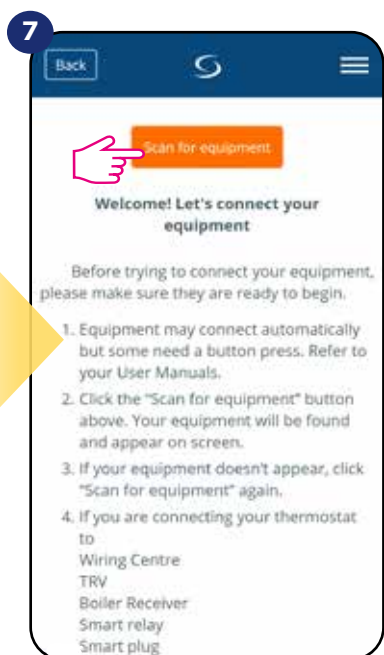 7
Back
Scan for equipment
Welcome! Let's connect your
equipment
Before trying to connect your equipment,
please make sure they are ready to begin.
1. Equipment may connect automatically
but some need a button press. Refer to
your User Manuals.
2. Click the "Scan for equipment" button
above. Your equipment will be found
and appear on screen.
3. If your equipment doesn't appear, click
"Scan for equipment" again.
4. If you are connecting your thermostat
to
Wiring Centre
TRV
Boiler Receiver
Smart relay
Smart plug